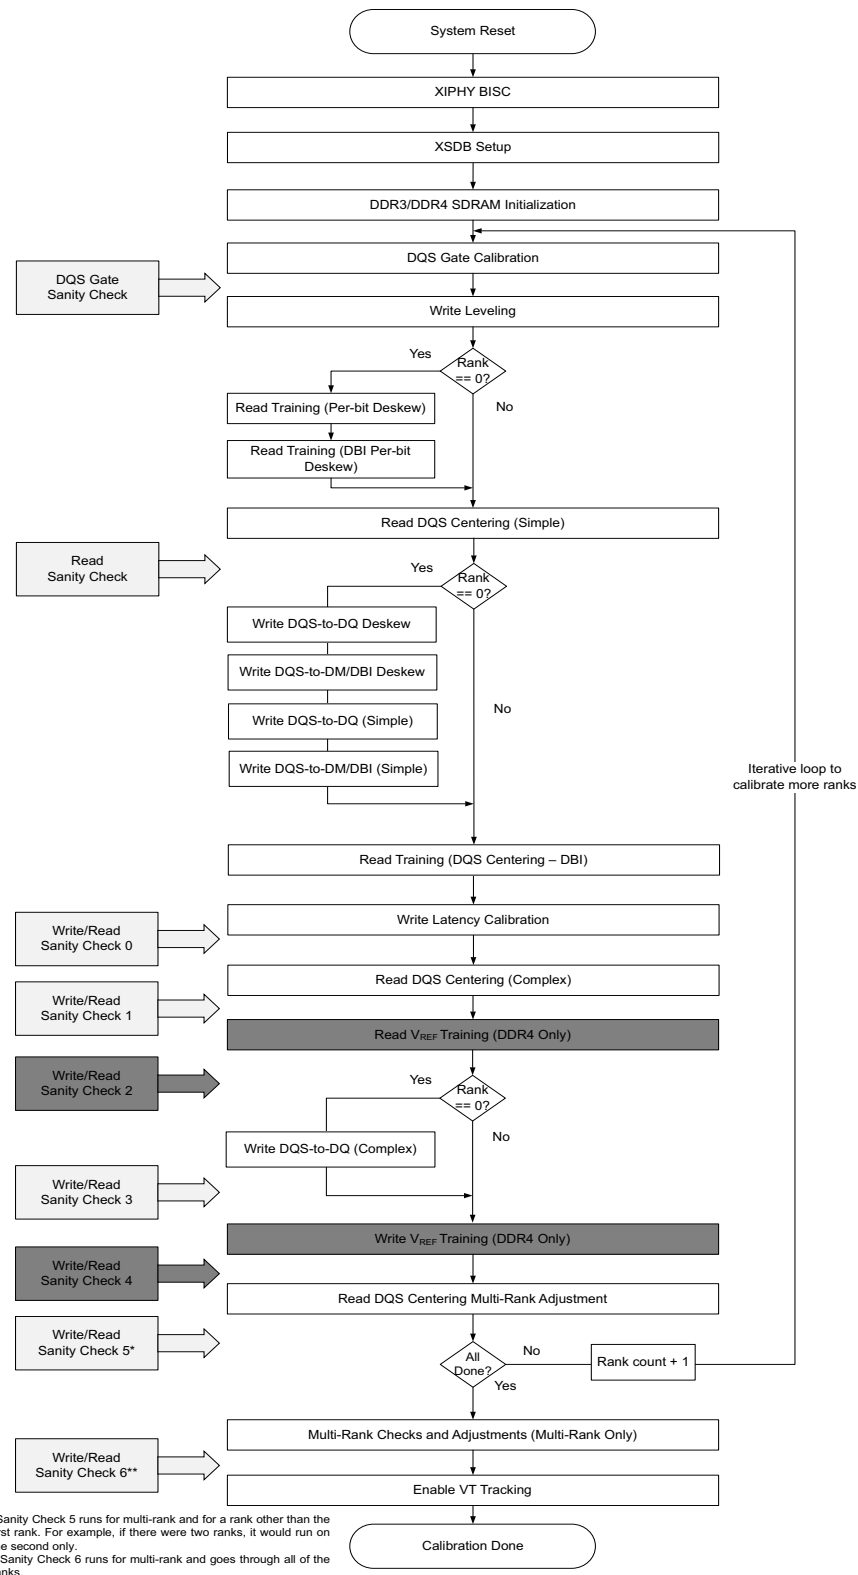 System Reset
XIPHY BISC
XSDB Setup
DDR3/DDR4 SDRAM Initialization
DQS Gate Calibration
DQS Gate
Sanity Check
Write Leveling
Yes
Rank
== 0?
No
Read Training (Per-bit Deskew)
Read Training (DBI Per-bit
Deskew)
Read DQS Centering (Simple)
Read
Sanity Check
Yes
Rank
== 0?
Write DQS-to-DQ Deskew
Write DQS-to-DM/DBI Deskew
No
Write DQS-to-DQ (Simple)
Write DQS-to-DM/DBI (Simple)
Iterative loop to
calibrate more ranks
Read Training (DQS Centering – DBI)
Write Latency Calibration
Write/Read
Sanity Check 0
Read DQS Centering (Complex)
Write/Read
Sanity Check 1
Read VREF Training (DDR4 Only)
Write/Read
Sanity Check 2
Yes
Rank
== 0?
No
Write DQS-to-DQ (Complex)
Write/Read
Sanity Check 3
Write VREF Training (DDR4 Only)
Write/Read
Sanity Check 4
Read DQS Centering Multi-Rank Adjustment
Write/Read
Sanity Check 5*
All
Done?
No
Rank count + 1
Yes
Multi-Rank Checks and Adjustments (Multi-Rank Only)
Write/Read
Sanity Check 6**
Enable VT Tracking
Sanity Check 5 runs for multi-rank and for a rank other than the
rst rank. For example, if there were two ranks, it would run on
e second only.
Sanity Check 6 runs for multi-rank and goes through all of the
anks.
Calibration Done